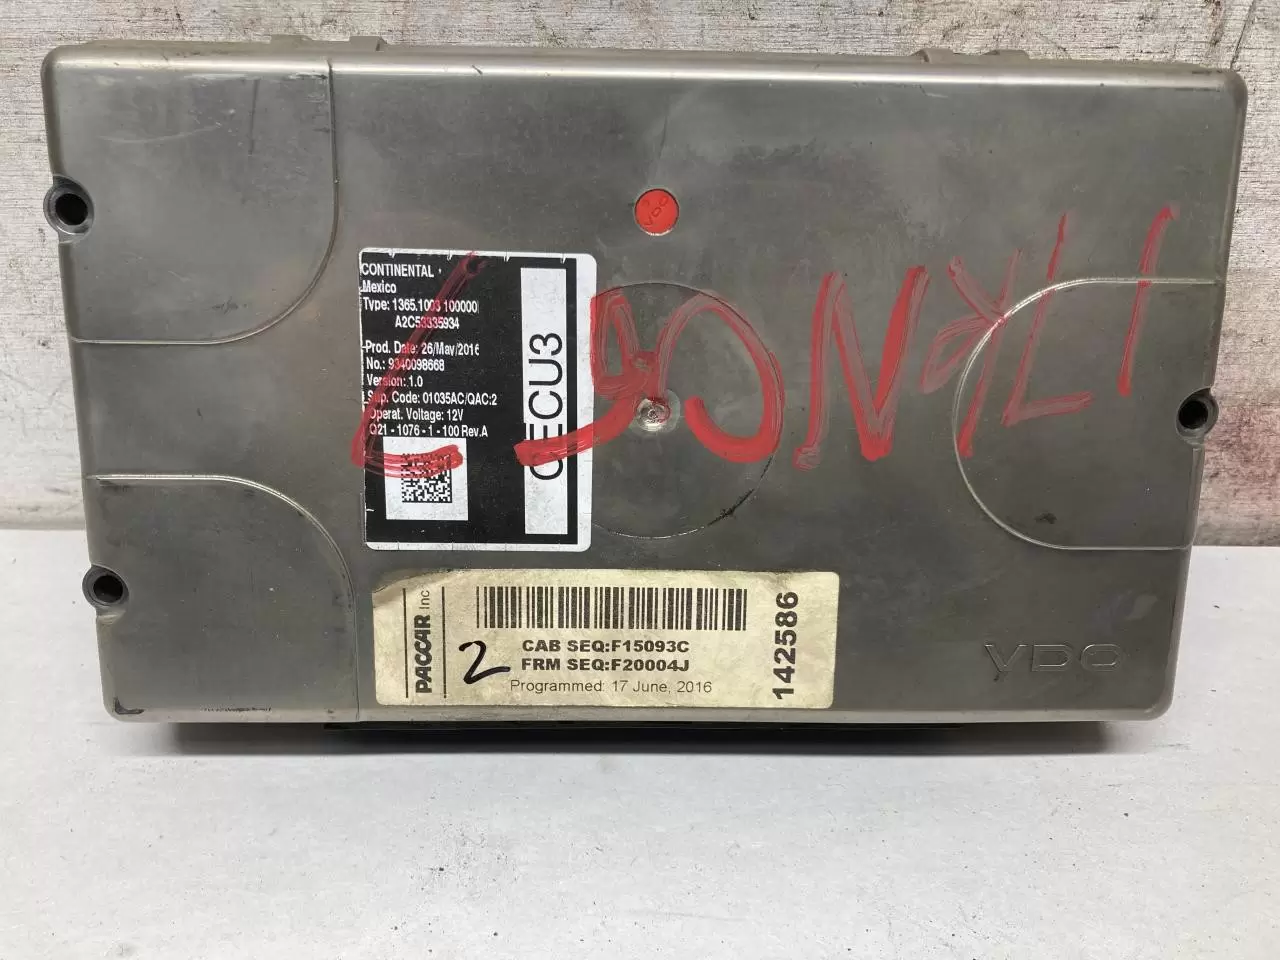 VDO
CONTINENTAL
Mexico
Type: 1365.1003 100000
A2C53335934
Prod. Date: 26/May/2016
No.: 9340098668
Version: 1.0
Sup. Code: 01035AC/QAC:2
Operat. Voltage: 12V
Q21 - 1076 - 1 - 100 Rev.A
CECU3
PACCAR Inc
2
CAB SEQ:F15093C
FRM SEQ:F20004J
Programmed: 17 June, 2016
142586
VDO